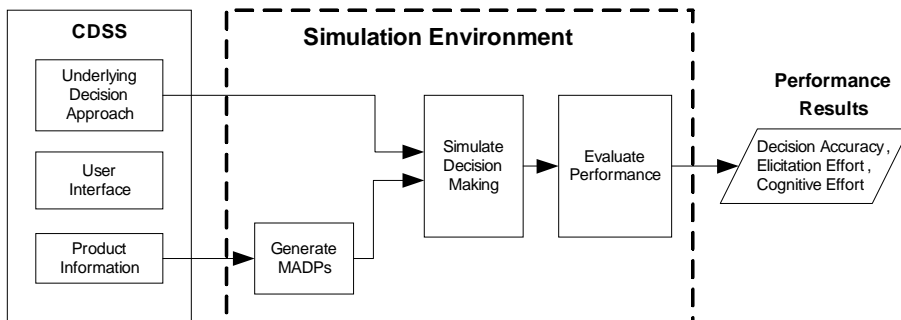 CDSS
Underlying
Decision
Approach
User
Interface
Product
Information
Simulation Environment
Generate
MADPs
Simulate
Decision
Making
Evaluate
Performance
Performance
Results
Decision Accuracy ,
Elicitation Effort ,
Cognitive Effort